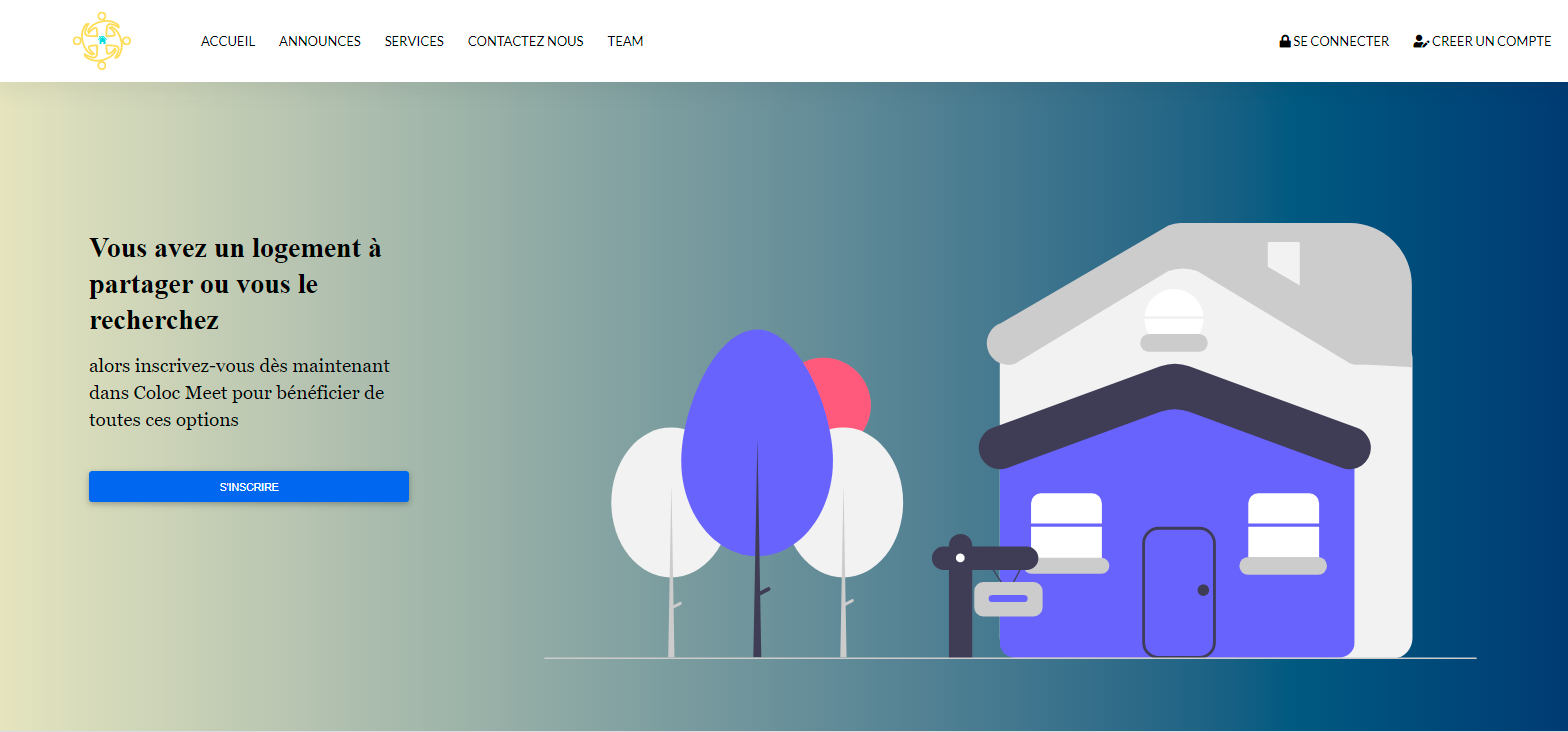 ACCUEIL ANNOUNCES SERVICES CONTACTEZ NOUS TEAM SE CONNECTER CREER UN COMPTE
Vous avez un logement à
partager ou vous le
recherchez
alors inscrivez-vous dès maintenant
dans Coloc Meet pour bénéficier de
toutes ces options
S'INSCRIRE